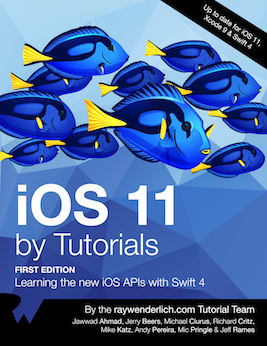 Up to date for iOS 11,
Xcode 9 & Swift 4
iOS 11
by Tutorials
FIRST EDITION
Learning the new iOS APIs with Swift 4
By the raywenderlich.com Tutorial Team
Jawwad Ahmad, Jerry Beers, Michael Ciurus, Richard Critz,
Mike Katz, Andy Pereira, Mic Pringle & Jeff Rames